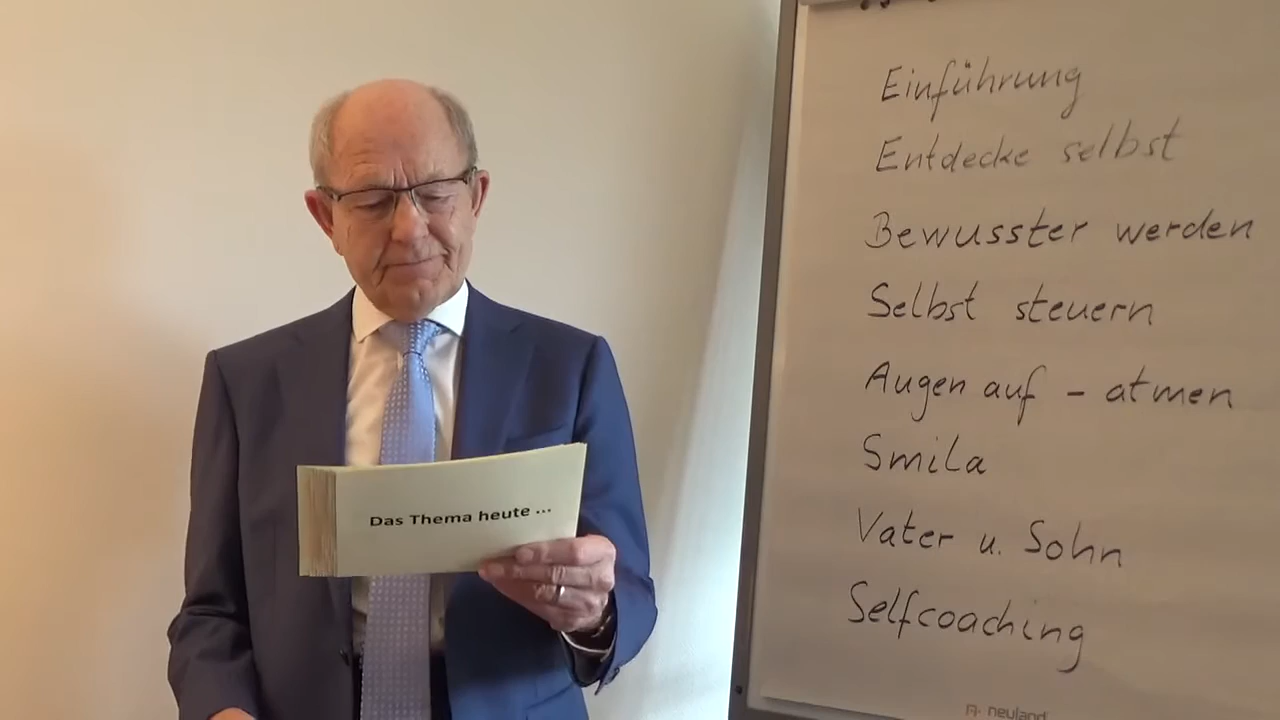 Einführung
Entdecke selbst
Bewusster werden
Selbst steuern
Augen auf - atmen
Smila
Vater u. Sohn
Selfcoaching
neuland
Das Thema heute ...